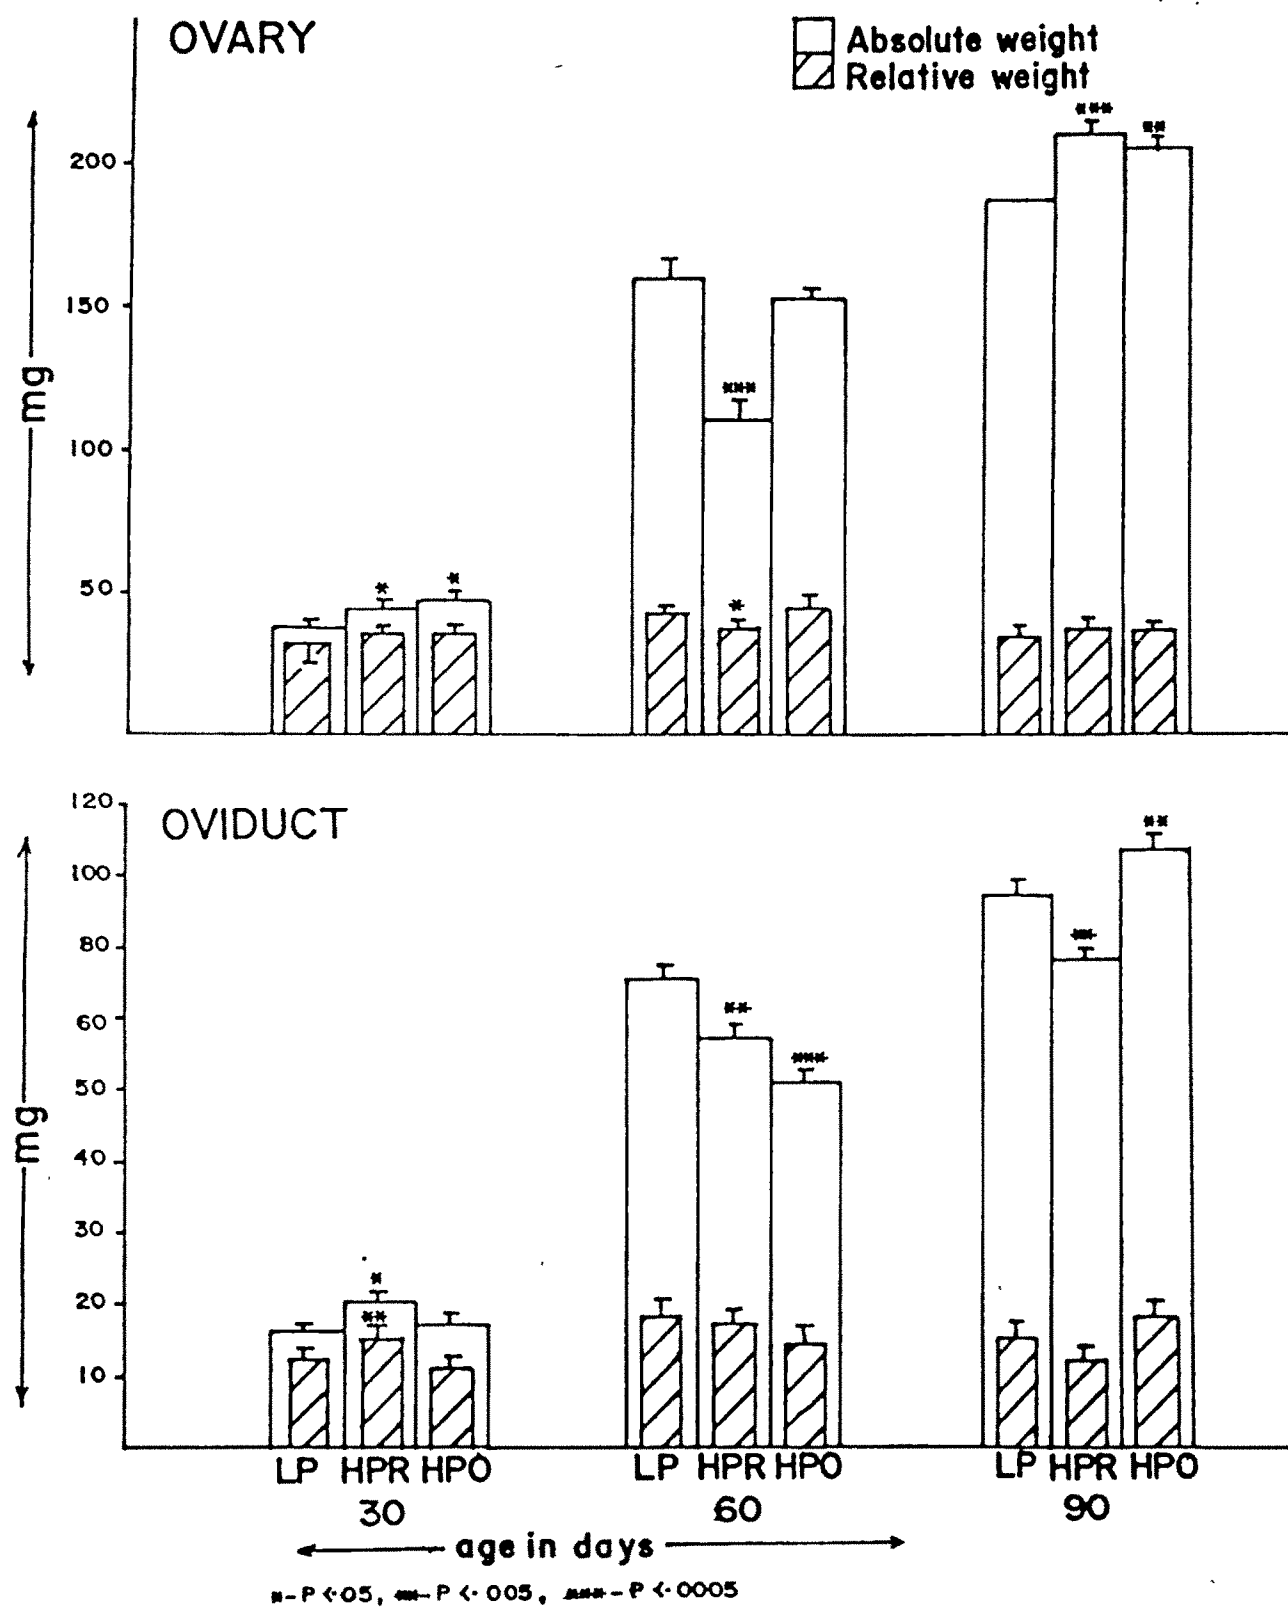 OVARY
Absolute weight
Relative weight
***
**
200
150
mg
***
100
*
*
50
*
120
OVIDUCT
**
100
80
**
**
60
***
50
mg
40
30
*
20
**
10
LP HPR HPO LP HPR HPO LP HPR HPO
30 60 90
age in days
*-P <.05, **-P <.005, ***-P <.0005